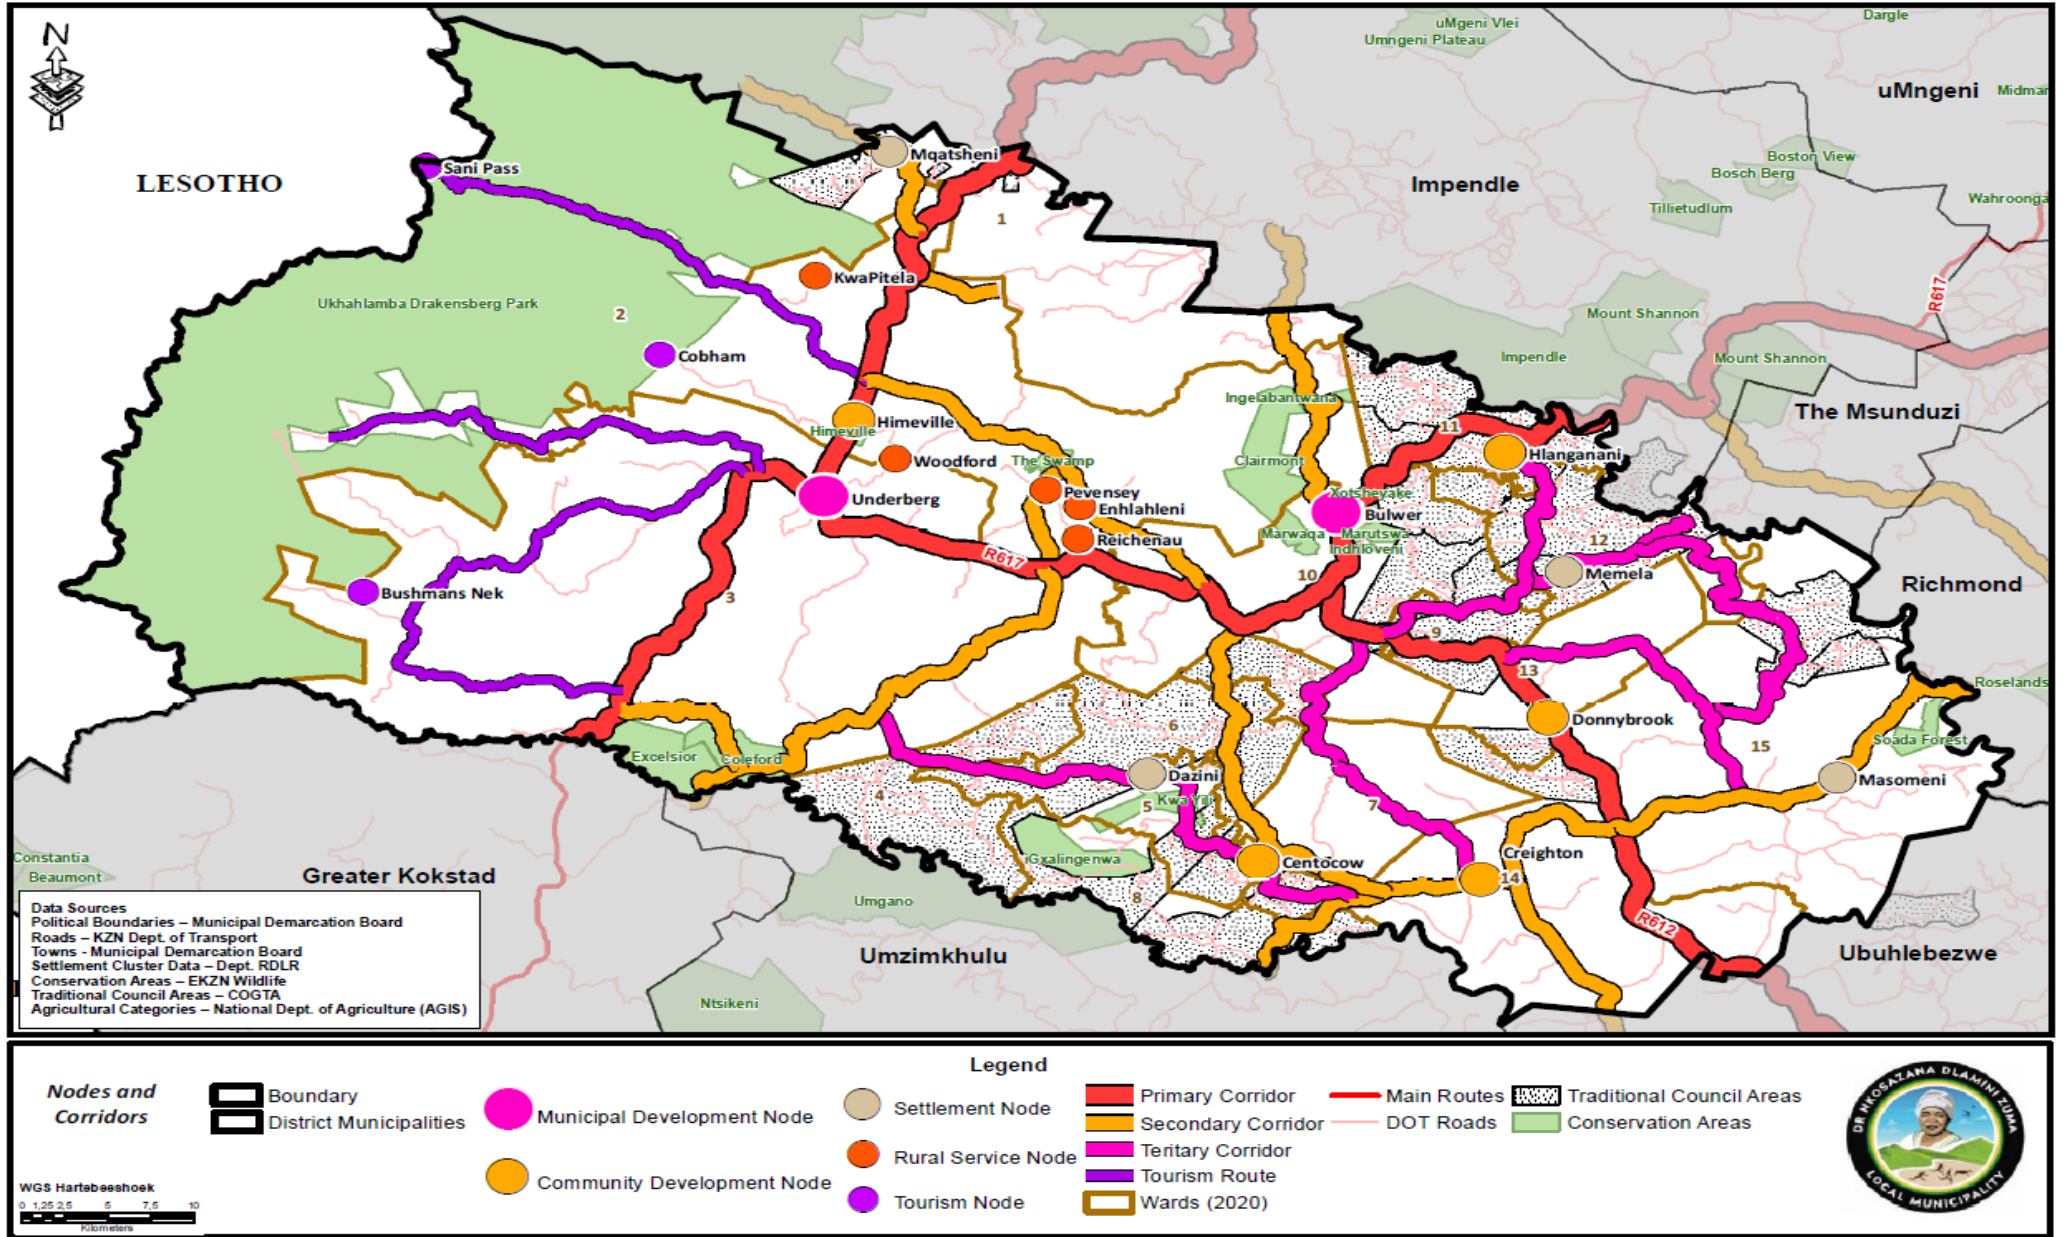 N
LESOTHO
uMgeni Vlei
Umngeni Plateau
Dargle
uMngeni
Midmar
Boston View
Bosch Berg
Tillietudlum
Wahroonga
Impendle
Sani Pass
Mqatsheni
1
KwaPitela
Ukhahlamba Drakensberg Park
2
Cobham
R617
Mount Shannon
Impendle
Mount Shannon
Ingelabantwana
The Msunduzi
Himeville
Himeville
11
Hlanganani
Woodford
The Swamp
Clairmont
Underberg
Pevensey
Enhlahleni
Reichenau
Xotsheyake
Bulwer
Marwaqa
Marutswa
Indhloveni
12
R617
10
Memela
Richmond
Bushmans Nek
3
9
13
Roselands
6
Donnybrook
15
Soada Forest
Excelsior
Coleford
Dazini
Masomeni
4
5
Kwa Yili
7
iGxalingenwa
Centocow
Creighton
14
8
Constantia
Beaumont
Greater Kokstad
Umgano
R612
Umzimkhulu
Ubuhlebezwe
Ntsikeni
Data Sources
Political Boundaries – Municipal Demarcation Board
Roads – KZN Dept. of Transport
Towns - Municipal Demarcation Board
Settlement Cluster Data – Dept. RDLR
Conservation Areas – EKZN Wildlife
Traditional Council Areas – COGTA
Agricultural Categories – National Dept. of Agriculture (AGIS)
Legend
Nodes and
Corridors
Boundary
District Municipalities
Municipal Development Node
Community Development Node
Settlement Node
Rural Service Node
Tourism Node
Primary Corridor
Secondary Corridor
Teritary Corridor
Tourism Route
Wards (2020)
Main Routes
DOT Roads
Traditional Council Areas
Conservation Areas
WGS Hartebeeshoek
0 1,25 2,5 5 7,5 10
Kilometers
DR NKOSAZANA DLAMINI ZUMA
LOCAL MUNICIPALITY